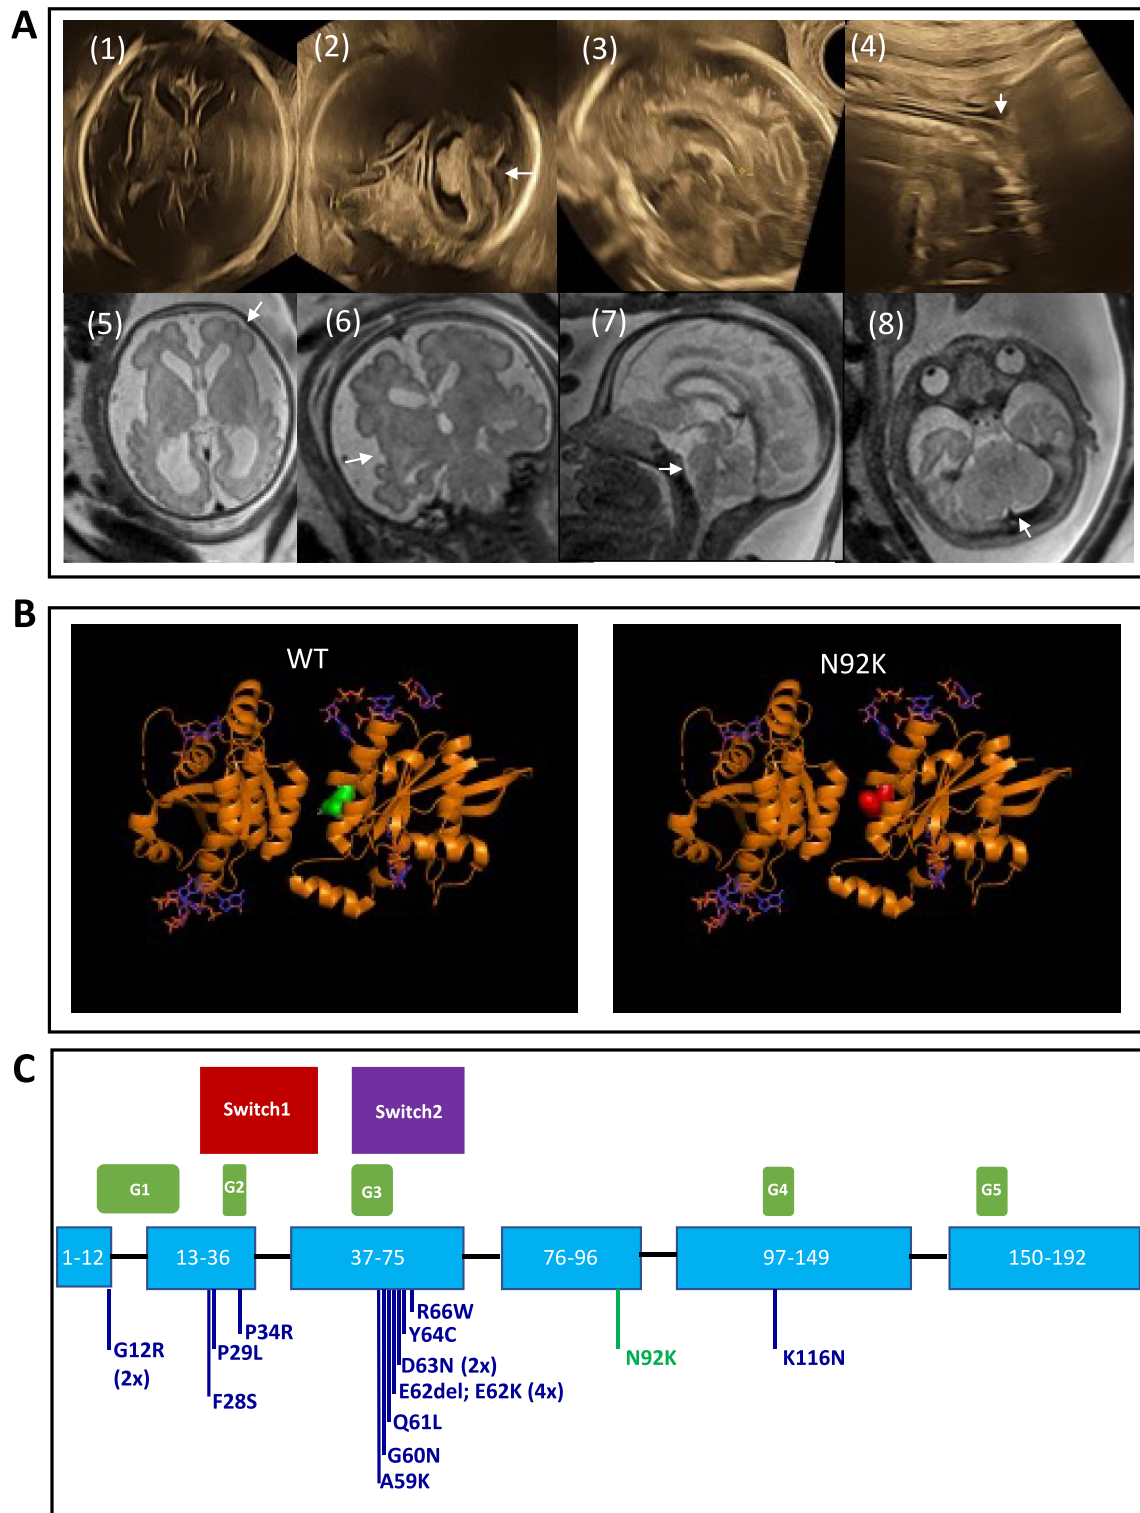 A
(1)
(2)
(3)
(4)
(5)
(6)
(7)
(8)
B
WT
N92K
C
Switch1
Switch2
G1
G2
G3
G4
G5
1-12
13-36
37-75
76-96
97-149
150-192
R66W
P34R
Y64C
G12R
(2x)
P29L
D63N (2x)
N92K
K116N
F28S
E62del; E62K (4x)
Q61L
G60N
A59K